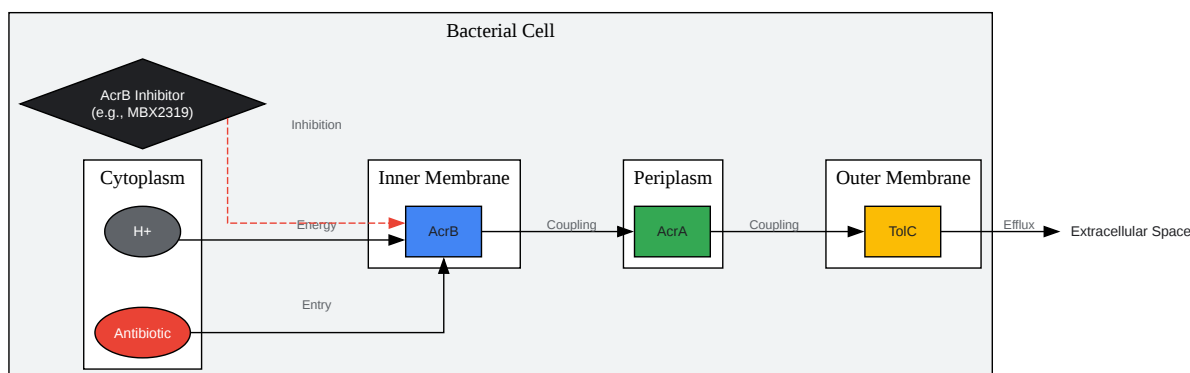 Bacterial Cell
AcrB Inhibitor
(e.g., MBX2319)
Inhibition
Cytoplasm
Inner Membrane
Periplasm
Outer Membrane
H+
Energy
AcrB
Coupling
AcrA
Coupling
TolC
Efflux
Extracellular Space
Entry
Antibiotic